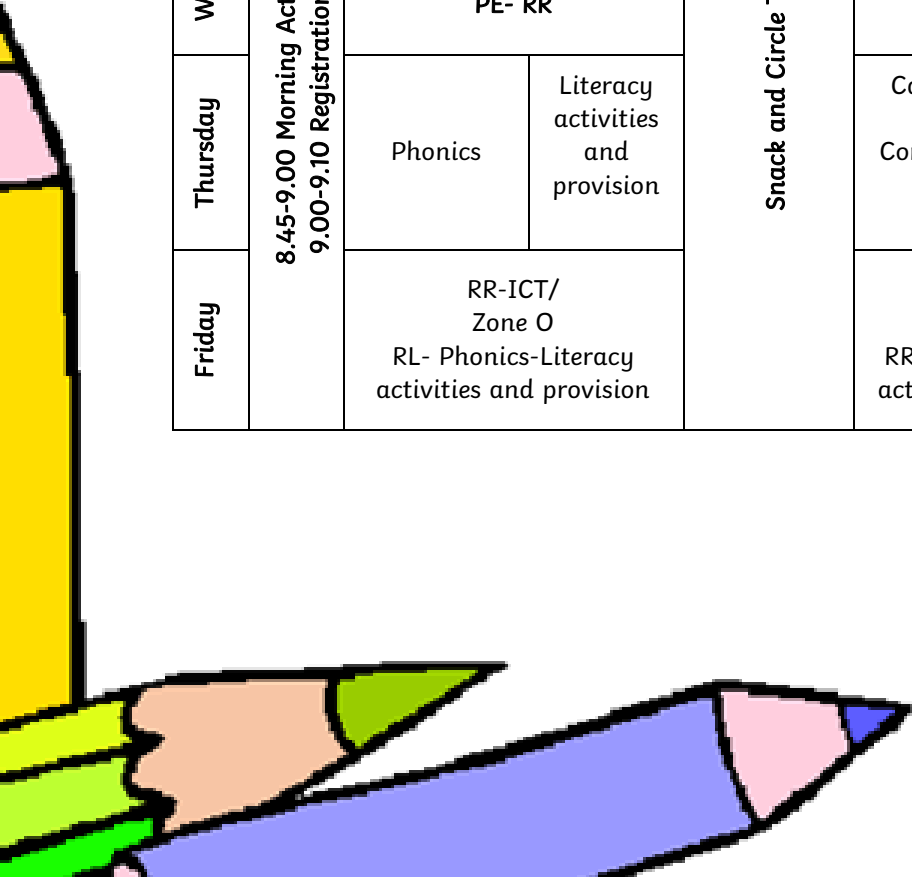 PE- RR
Thursday
8.45-9.00 Morning
9.00-9.10 Registration
Phonics
Literacy
activities
and
provision
Snack and Circle
Friday
RR-ICT/
Zone O
RL- Phonics-Literacy
activities and provision
RR